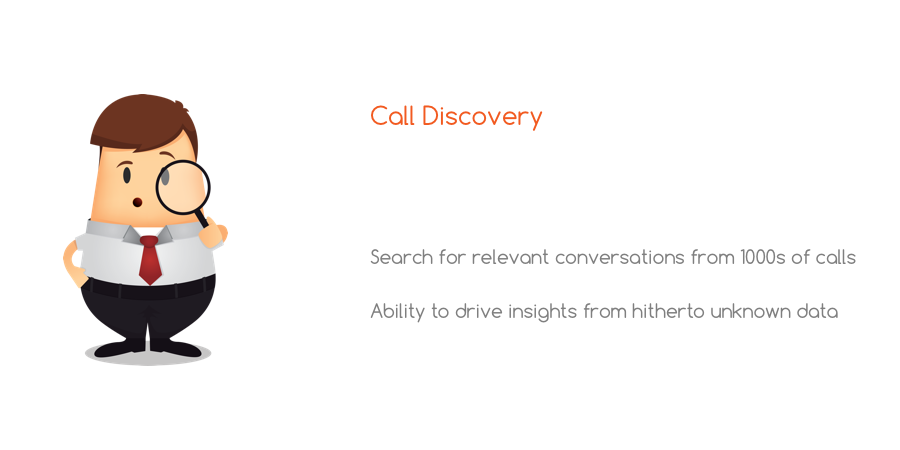 Call Discovery
Search for relevant conversations from 1000s of calls
Ability to drive insights from hitherto unknown data